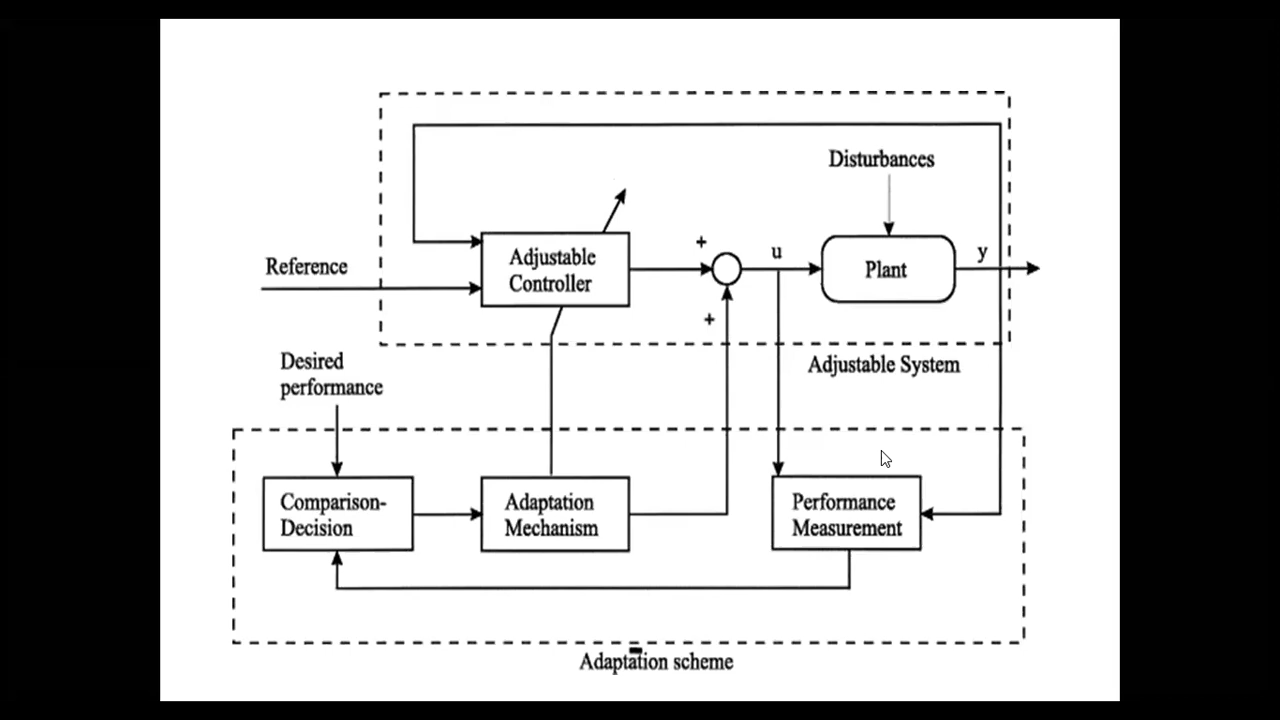 Disturbances
+
u
y
Reference
Adjustable
Controller
Plant
+
Desired
performance
Adjustable System
Comparison-
Decision
Adaptation
Mechanism
Performance
Measurement
Adaptation scheme